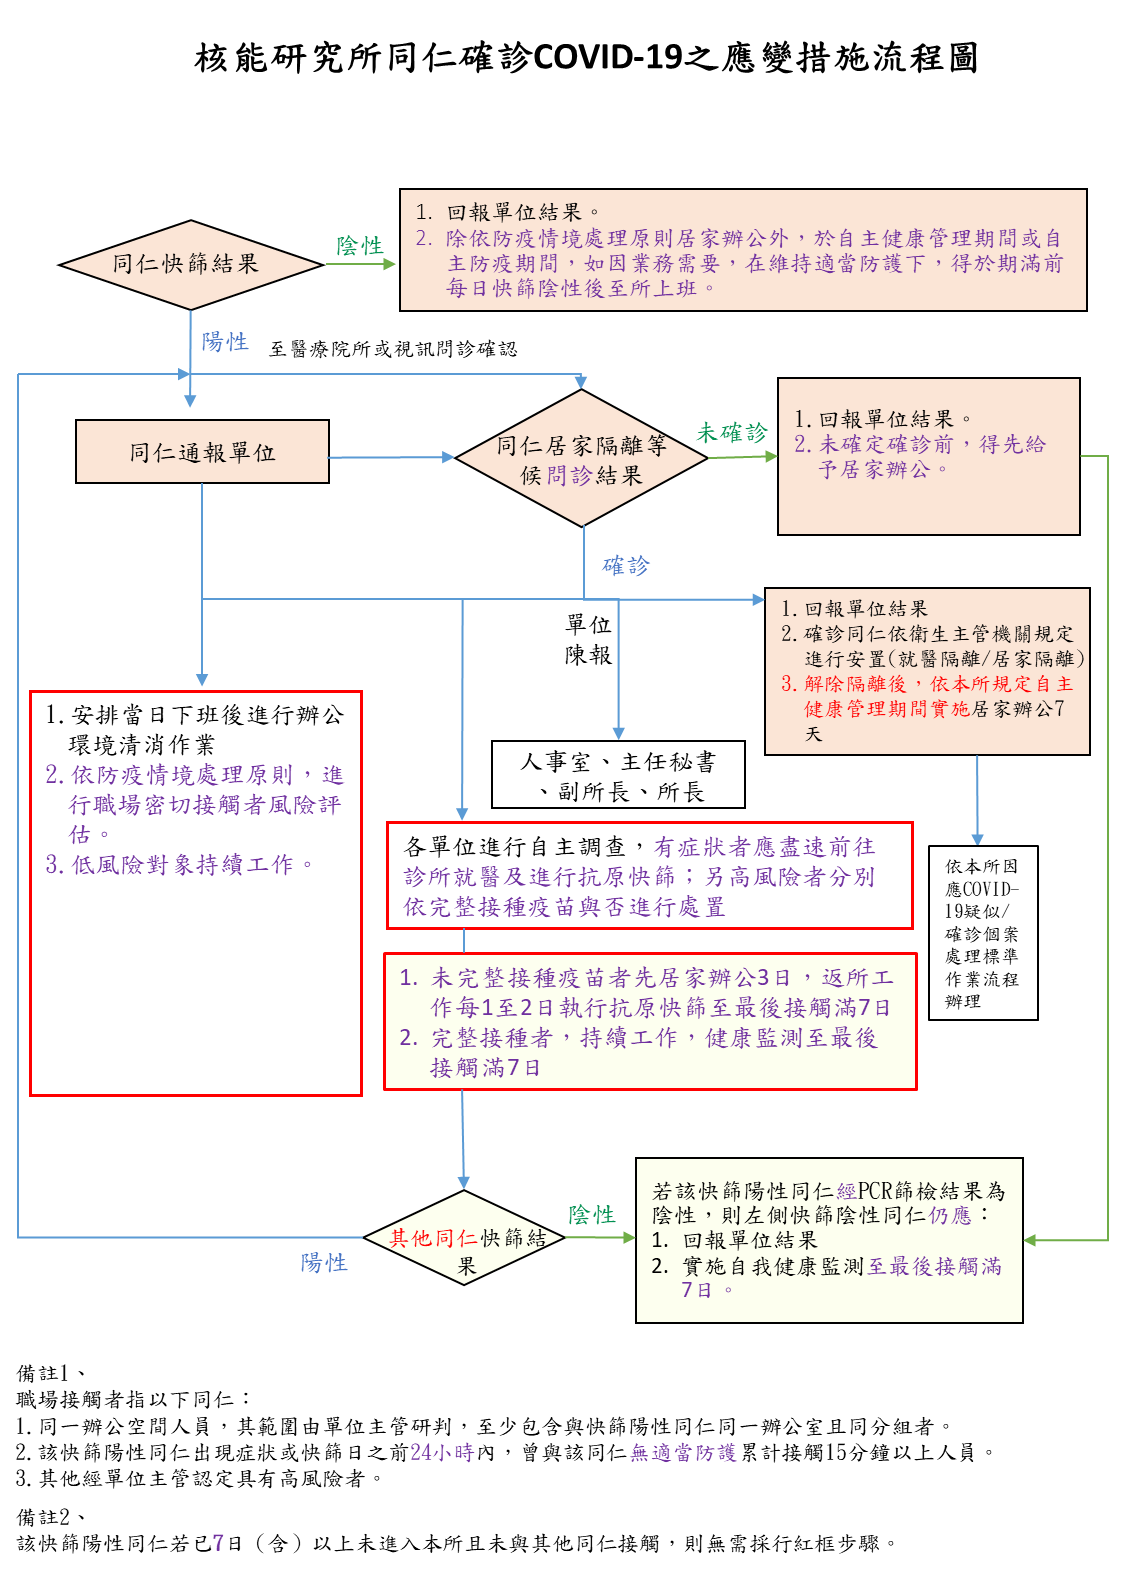 核能研究所同仁確診COVID-19之應變措施流程圖
同仁快篩結果
陰性
1. 回報單位結果。
2. 除依防疫情境處理原則居家辦公外，於自主健康管理期間或自
主防疫期間，如因業務需要，在維持適當防護下，得於期滿前
每日快篩陰性後至所上班。
陽性
至醫療院所或視訊問診確認
同仁通報單位
同仁居家隔離等
候問診結果
未確診
1.回報單位結果。
2.未確定確診前，得先給
予居家辦公。
確診
單位
陳報
1.回報單位結果
2.確診同仁依衛生主管機關規定
進行安置(就醫隔離/居家隔離)
3.解除隔離後，依本所規定自主
健康管理期間實施居家辦公7
天
1.安排當日下班後進行辦公
環境清消作業
2.依防疫情境處理原則，進
行職場密切接觸者風險評
估。
3.低風險對象持續工作。
人事室、主任秘書
、副所長、所長
各單位進行自主調查，有症狀者應盡速前往
診所就醫及進行抗原快篩；另高風險者分別
依完整接種疫苗與否進行處置
依本所因
應COVID-
19疑似/
確診個案
處理標準
作業流程
辦理
1. 未完整接種疫苗者先居家辦公3日，返所工
作每1至2日執行抗原快篩至最後接觸滿7日
2. 完整接種者，持續工作，健康監測至最後
接觸滿7日
其他同仁快篩結
果
陰性
陽性
若該快篩陽性同仁經PCR篩檢結果為
陰性，則左側快篩陰性同仁仍應：
1. 回報單位結果
2. 實施自我健康監測至最後接觸滿
7日。
備註1、
職場接觸者指以下同仁：
1.同一辦公空間人員，其範圍由單位主管研判，至少包含與快篩陽性同仁同一辦公室且同分組者。
2.該快篩陽性同仁出現症狀或快篩日之前24小時內，曾與該同仁無適當防護累計接觸15分鐘以上人員。
3.其他經單位主管認定具有高風險者。
備註2、
該快篩陽性同仁若已7日（含）以上未進入本所且未與其他同仁接觸，則無需採行紅框步驟。